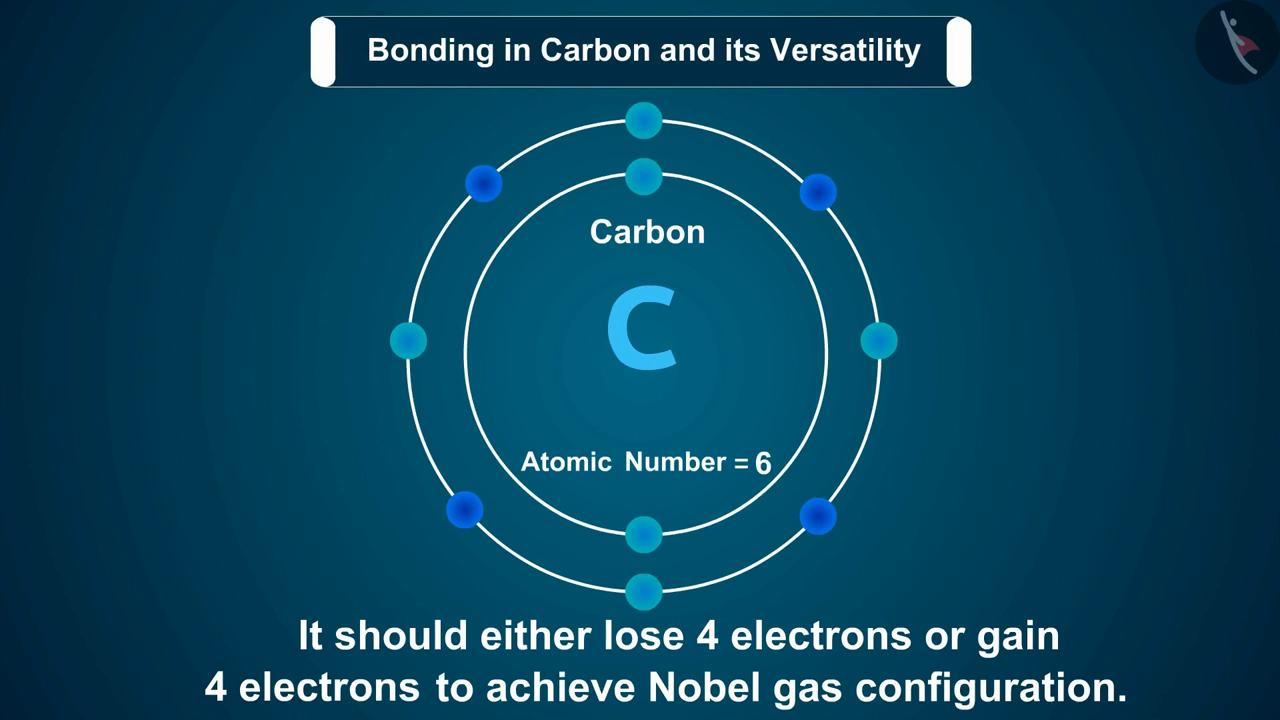 Bonding in Carbon and its Versatility
Carbon
C
Atomic Number = 6
It should either lose 4 electrons or gain
4 electrons to achieve Nobel gas configuration.